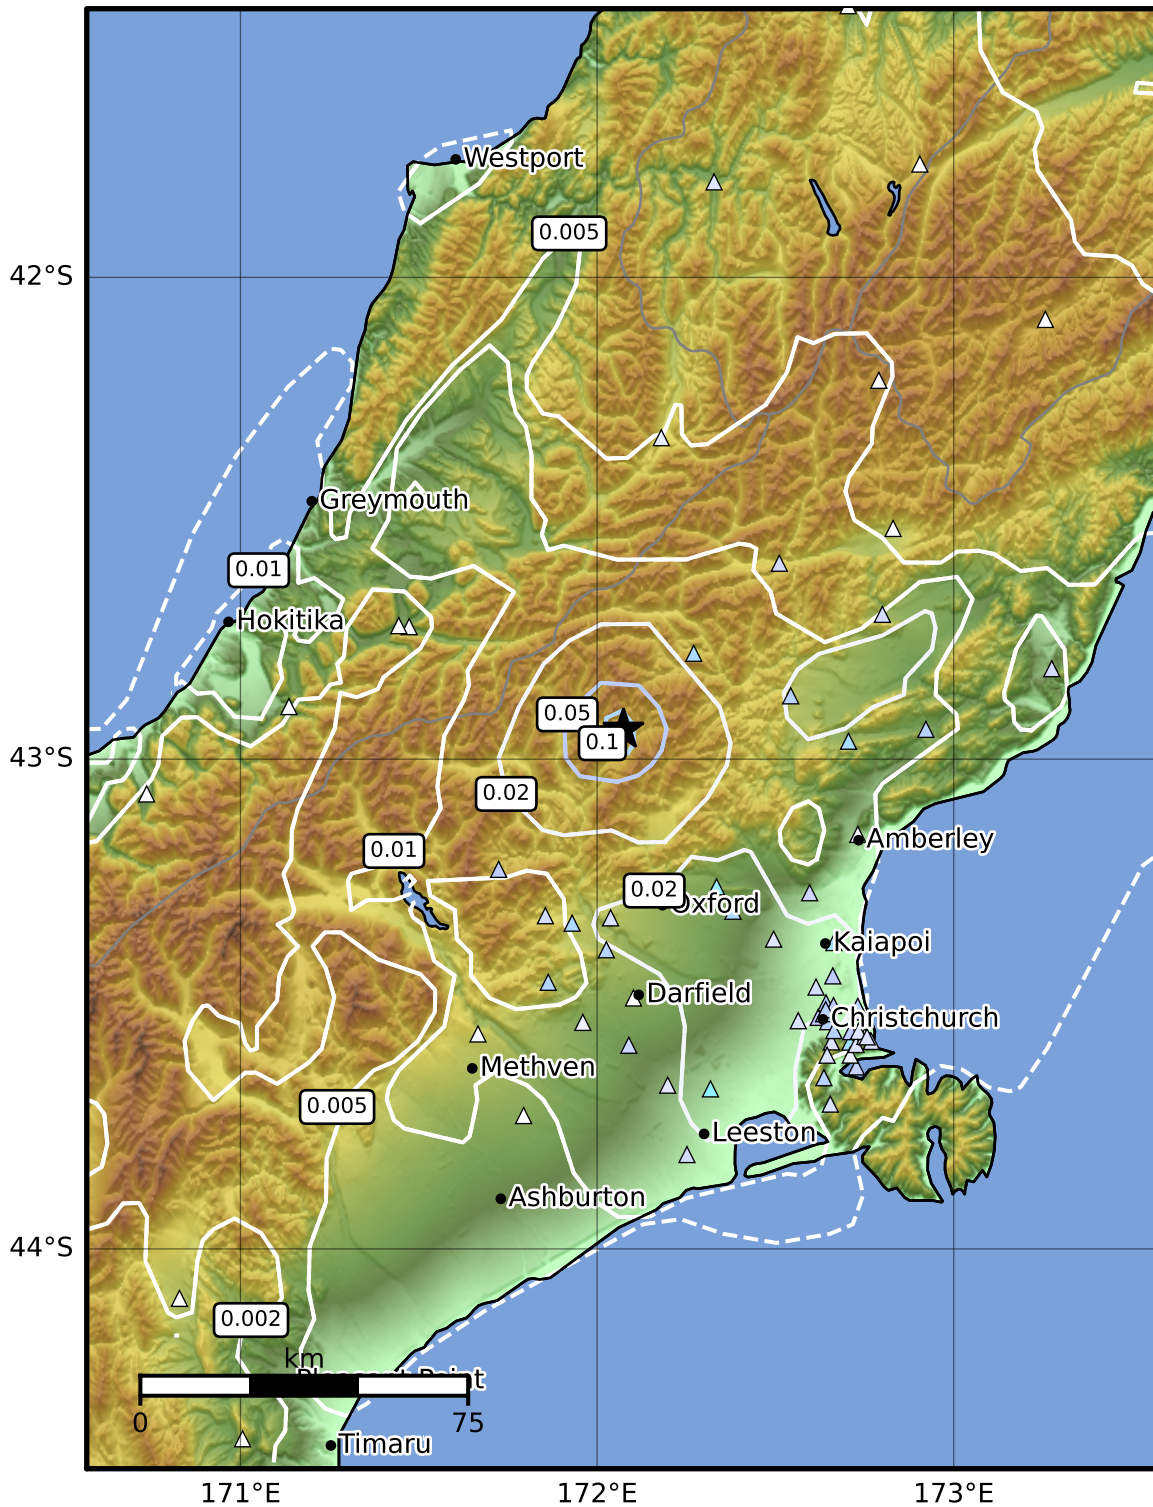 Westport
0.005
42°S
Greymouth
0.01
Hokitika
0.05
0.1
43°S
0.02
Amberley
0.01
0.02
Oxford
Kaiapoi
Darfield
Christchurch
Methven
0.005
Leeston
Ashburton
44°S
0.002
km
Pleasant Point
0
75
Timaru
171°E
172°E
173°E